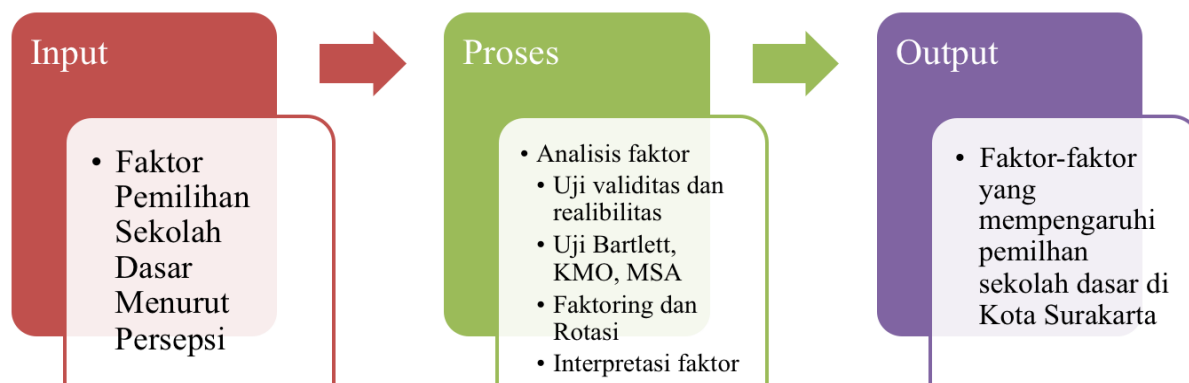 Input
• Faktor
Pemilihan
Sekolah
Dasar
Menurut
Persepsi
Proses
• Analisis faktor
• Uji validitas dan
realibilitas
• Uji Bartlett,
KMO, MSA
• Faktoring dan
Rotasi
• Interpretasi faktor
Output
• Faktor-faktor
yang
mempengaruhi
pemilhan
sekolah dasar di
Kota Surakarta